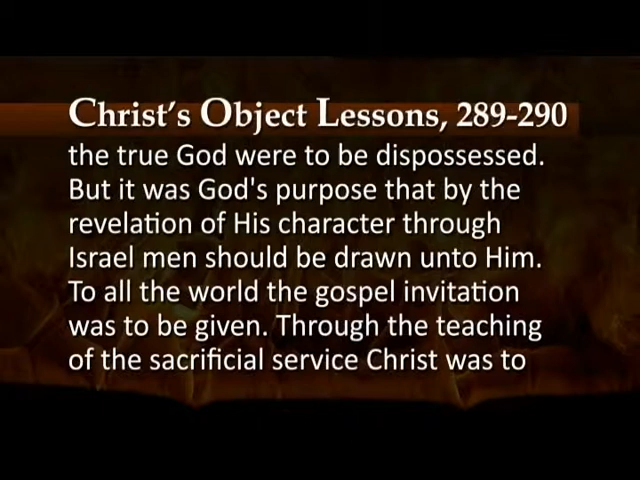 Christ's Object Lessons, 289-290
the true God were to be dispossessed.
But it was God's purpose that by the
revelation of His character through
Israel men should be drawn unto Him.
To all the world the gospel invitation
was to be given. Through the teaching
of the sacrificial service Christ was to